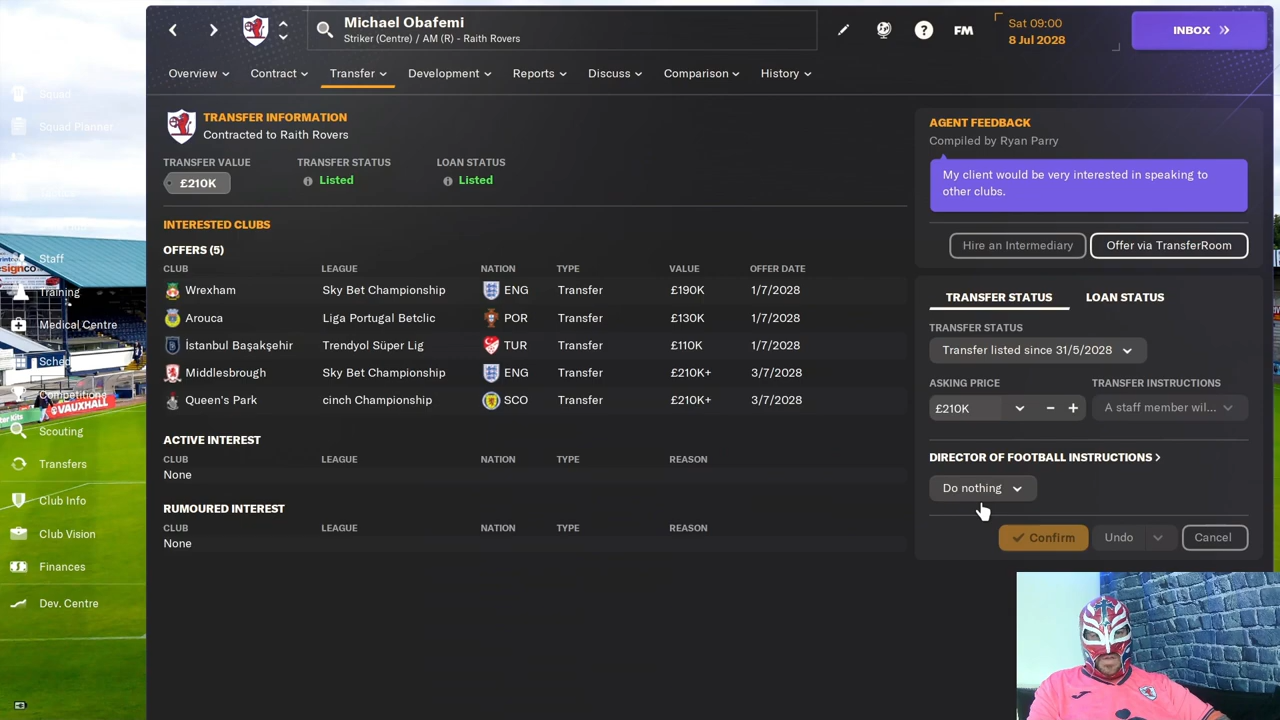 Michael Obafemi
Striker (Centre) / AM (R) - Raith Rovers
FM
Sat 09:00
8 Jul 2028
INBOX
Overview
Contract
Transfer
Development
Reports
Discuss
Comparison
History
Squad
Squad Planner
Staff
Training
Medical Centre
Sched
Competitions
Scouting
Transfers
Club Info
Club Vision
Finances
Dev. Centre
VAUXHALL
TRANSFER INFORMATION
Contracted to Raith Rovers
TRANSFER VALUE TRANSFER STATUS LOAN STATUS
£210K Listed Listed
INTERESTED CLUBS
OFFERS (5)
CLUB LEAGUE NATION TYPE VALUE OFFER DATE
Wrexham Sky Bet Championship ENG Transfer £190K 1/7/2028
Arouca Liga Portugal Betclic POR Transfer £130K 1/7/2028
İstanbul Başakşehir Trendyol Süper Lig TUR Transfer £110K 1/7/2028
Middlesbrough Sky Bet Championship ENG Transfer £210K+ 3/7/2028
Queen's Park cinch Championship SCO Transfer £210K+ 3/7/2028
ACTIVE INTEREST
CLUB LEAGUE NATION TYPE REASON
None
RUMOURED INTEREST
CLUB LEAGUE NATION TYPE REASON
None
AGENT FEEDBACK
Compiled by Ryan Parry
My client would be very interested in speaking to
other clubs.
Hire an Intermediary Offer via TransferRoom
TRANSFER STATUS LOAN STATUS
TRANSFER STATUS
Transfer listed since 31/5/2028
ASKING PRICE TRANSFER INSTRUCTIONS
£210K - + A staff member wil...
DIRECTOR OF FOOTBALL INSTRUCTIONS >
Do nothing
Confirm Undo Cancel